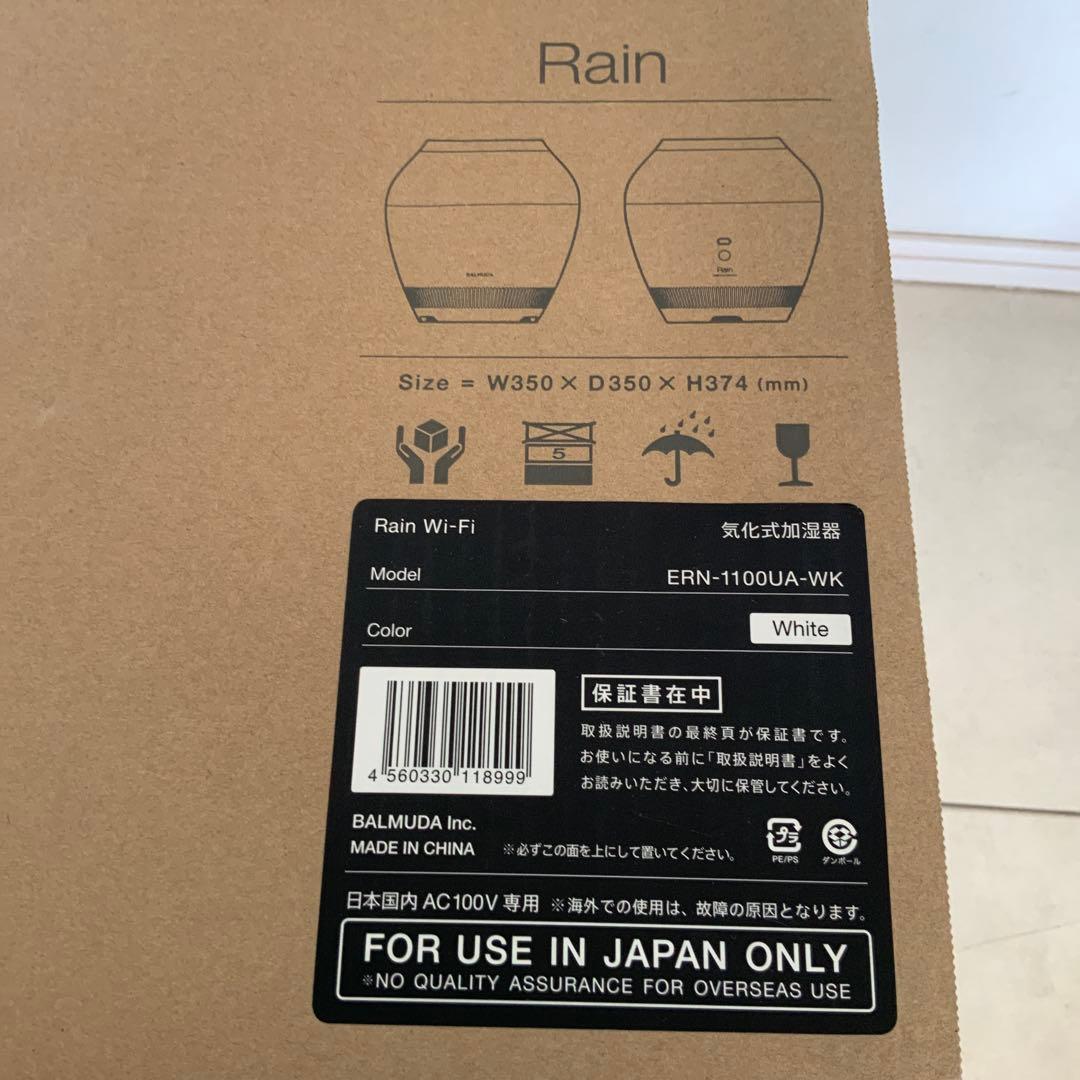 Rain
BALMUDA
Rain
Size = W350 × D350 × H374 (mm)
5
Rain Wi-Fi 気化式加湿器
Model ERN-1100UA-WK
Color White
保証書在中
取扱説明書の最終頁が保証書です。
お使いになる前に「取扱説明書」をよく
お読みいただき、大切に保管してください。
4 560330 118999
BALMUDA Inc.
MADE IN CHINA ※必ずこの面を上にして置いてください。
プラ
PE/PS ダンボール
日本国内 AC100V 専用 ※海外での使用は、故障の原因となります。
FOR USE IN JAPAN ONLY
※NO QUALITY ASSURANCE FOR OVERSEAS USE